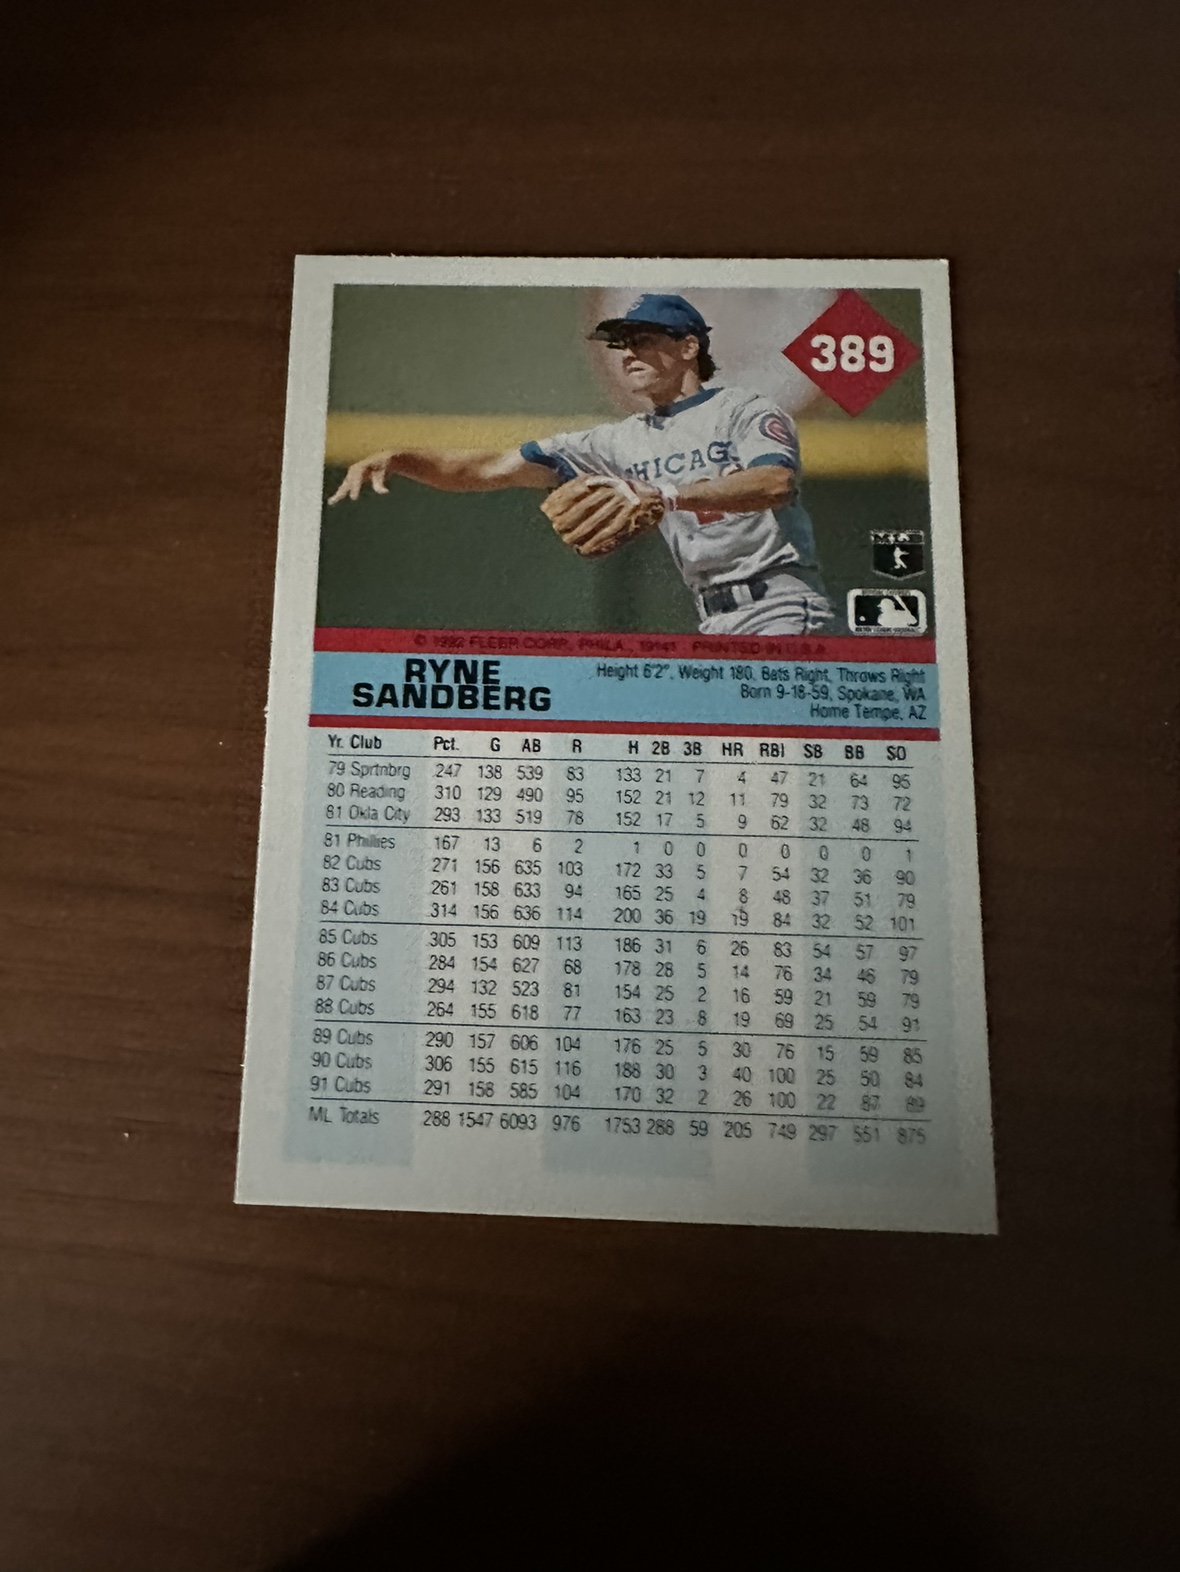 389
CHICAG
© 1992 FLEER CORP., PHILA., 19141 PRINTED IN U.S.A.
RYNE
SANDBERG
Height 6'2", Weight 180, Bats Right, Throws Right
Born 9-18-59, Spokane, WA
Home Tempe, AZ
Yr. Club Pct. G AB R H 2B 3B HR RBI SB BB SO
79 Sprtnbrg 247 138 539 83 133 21 7 4 47 21 64 95
80 Reading 310 129 490 95 152 21 12 11 79 32 73 72
81 Okla City 293 133 519 78 152 17 5 9 62 32 48 94
81 Phillies 167 13 6 2 1 0 0 0 0 0 0 1
82 Cubs 271 156 635 103 172 33 5 7 54 32 36 90
83 Cubs 261 158 633 94 165 25 4 8 48 37 51 79
84 Cubs 314 156 636 114 200 36 19 19 84 32 52 101
85 Cubs 305 153 609 113 186 31 6 26 83 54 57 97
86 Cubs 284 154 627 68 178 28 5 14 76 34 46 79
87 Cubs 294 132 523 81 154 25 2 16 59 21 59 79
88 Cubs 264 155 618 77 163 23 8 19 69 25 54 91
89 Cubs 290 157 606 104 176 25 5 30 76 15 59 85
90 Cubs 306 155 615 116 188 30 3 40 100 25 50 84
91 Cubs 291 158 585 104 170 32 2 26 100 22 87 89
ML Totals 288 1547 6093 976 1753 288 59 205 749 297 551 875